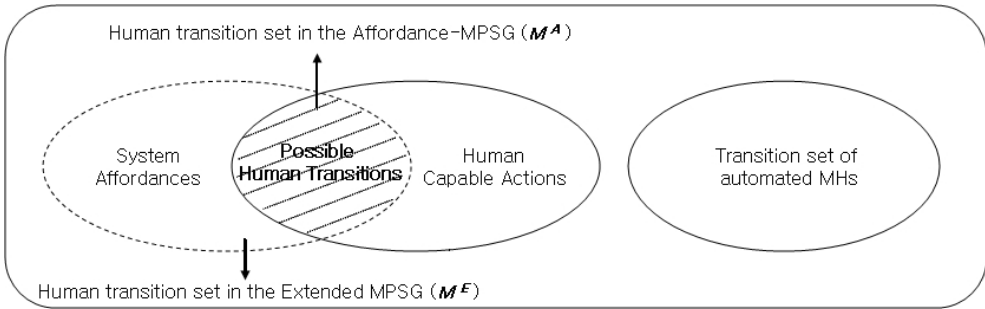 Human transition set in the Affordance-MPSG (M^A)
System
Affordances
Possible
Human Transitions
Human
Capable Actions
Transition set of
automated MHs
Human transition set in the Extended MPSG (M^E)